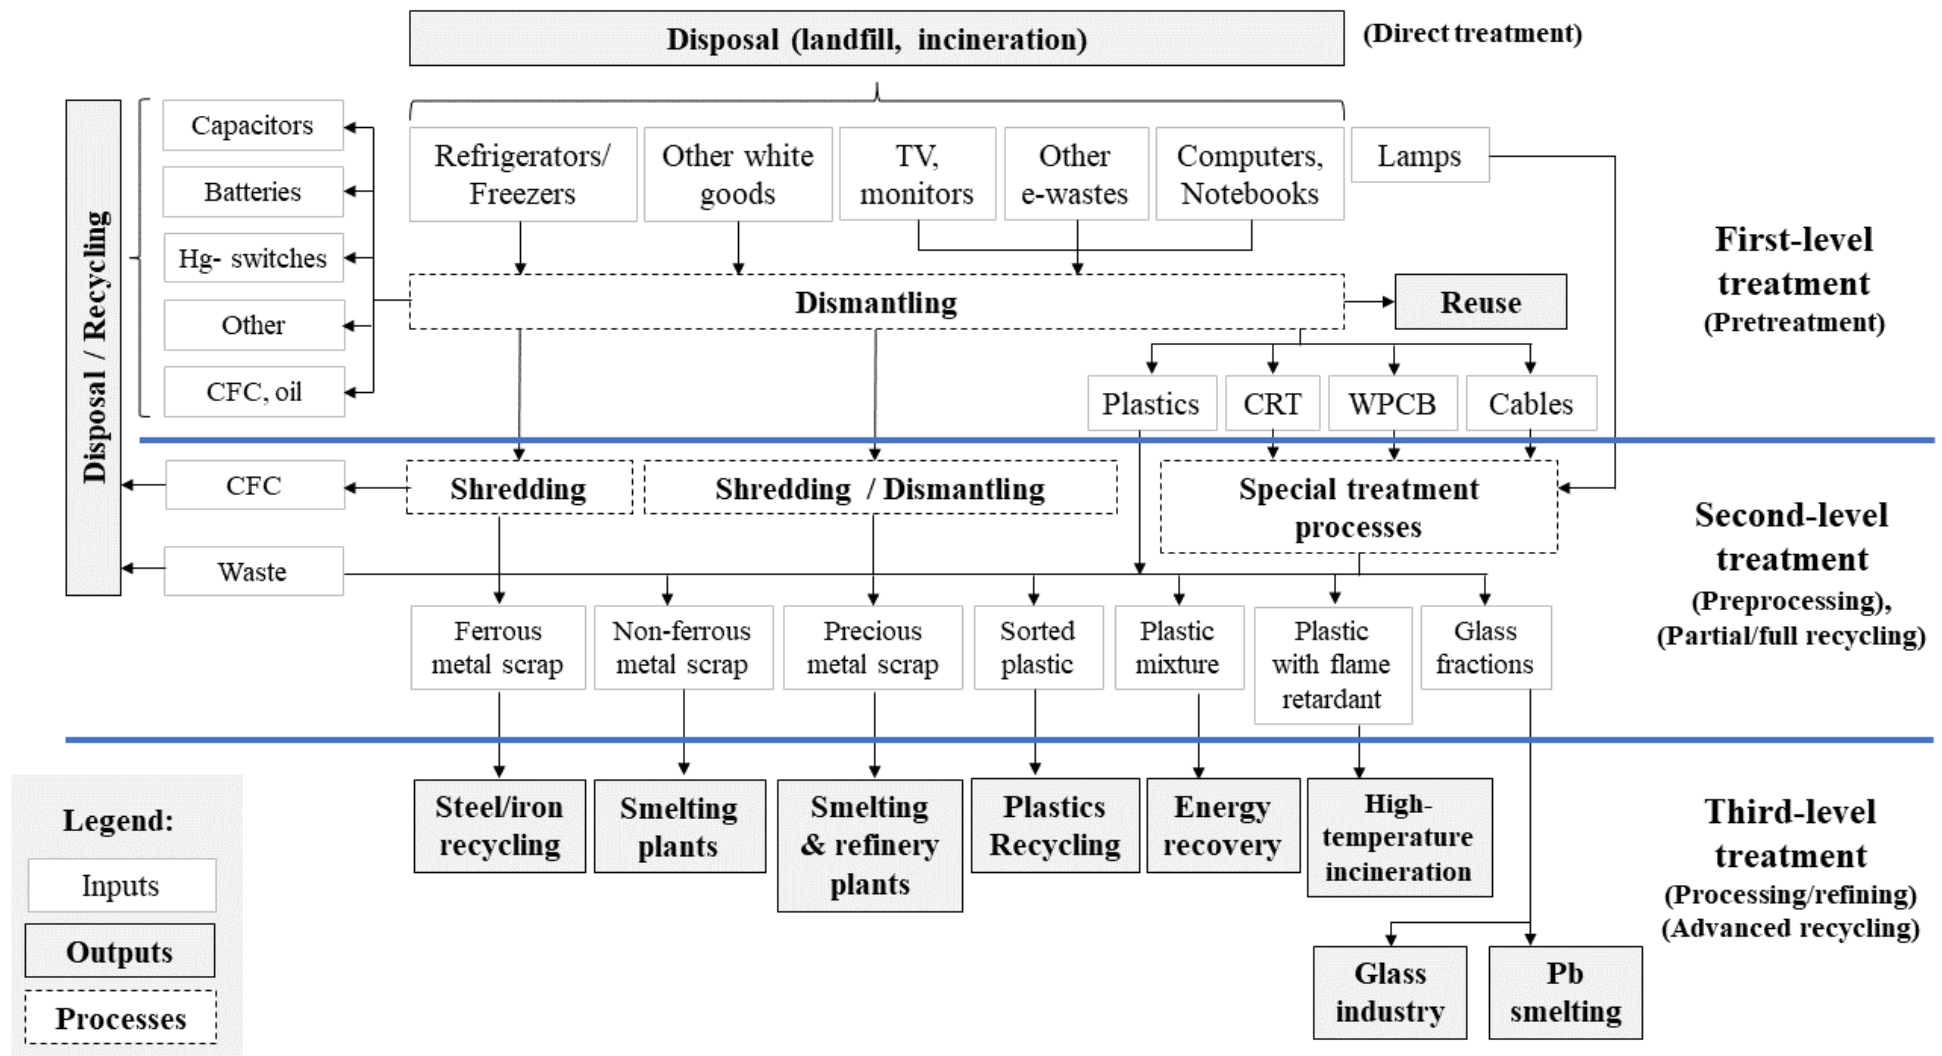 Disposal (landfill, incineration)
(Direct treatment)
Disposal / Recycling
Capacitors
Batteries
Hg- switches
Other
CFC, oil
Refrigerators/
Freezers
Other white
goods
TV,
monitors
Other
e-wastes
Computers,
Notebooks
Lamps
First-level
treatment
(Pretreatment)
Dismantling
Reuse
Plastics
CRT
WPCB
Cables
CFC
Shredding
Shredding / Dismantling
Special treatment
processes
Second-level
treatment
(Preprocessing),
(Partial/full recycling)
Waste
Ferrous
metal scrap
Non-ferrous
metal scrap
Precious
metal scrap
Sorted
plastic
Plastic
mixture
Plastic
with flame
retardant
Glass
fractions
Steel/iron
recycling
Smelting
plants
Smelting
& refinery
plants
Plastics
Recycling
Energy
recovery
High-
temperature
incineration
Third-level
treatment
(Processing/refining)
(Advanced recycling)
Glass
industry
Pb
smelting
Legend:
Inputs
Outputs
Processes